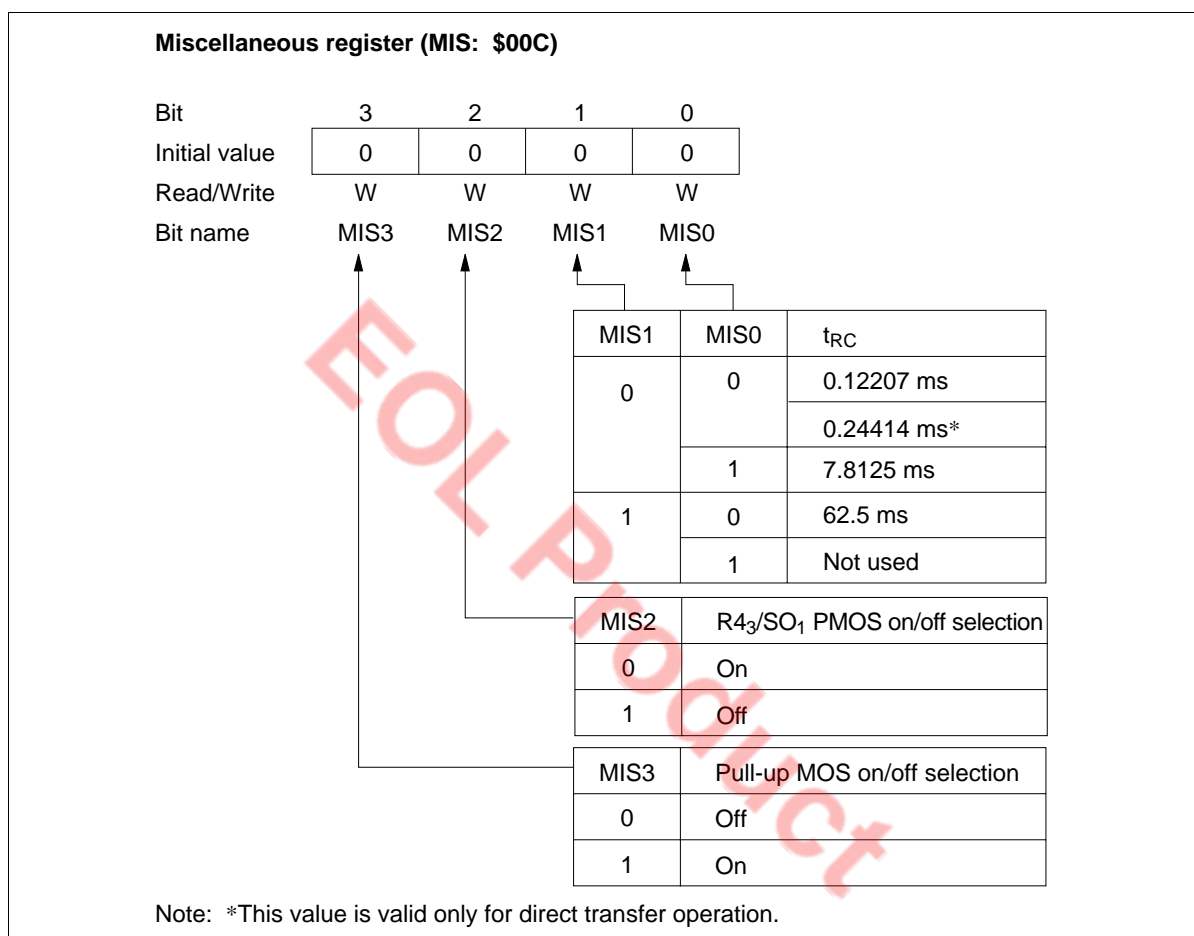 Miscellaneous register (MIS: $00C)
Bit 3 2 1 0
Initial value 0 0 0 0
Read/Write W W W W
Bit name MIS3 MIS2 MIS1 MIS0
MIS1 MIS0 tRC
0 0 0.12207 ms
0.24414 ms*
1 7.8125 ms
1 0 62.5 ms
1 Not used
MIS2 R43/SO1 PMOS on/off selection
0 On
1 Off
MIS3 Pull-up MOS on/off selection
0 Off
1 On
Note: *This value is valid only for direct transfer operation.
EOL Product